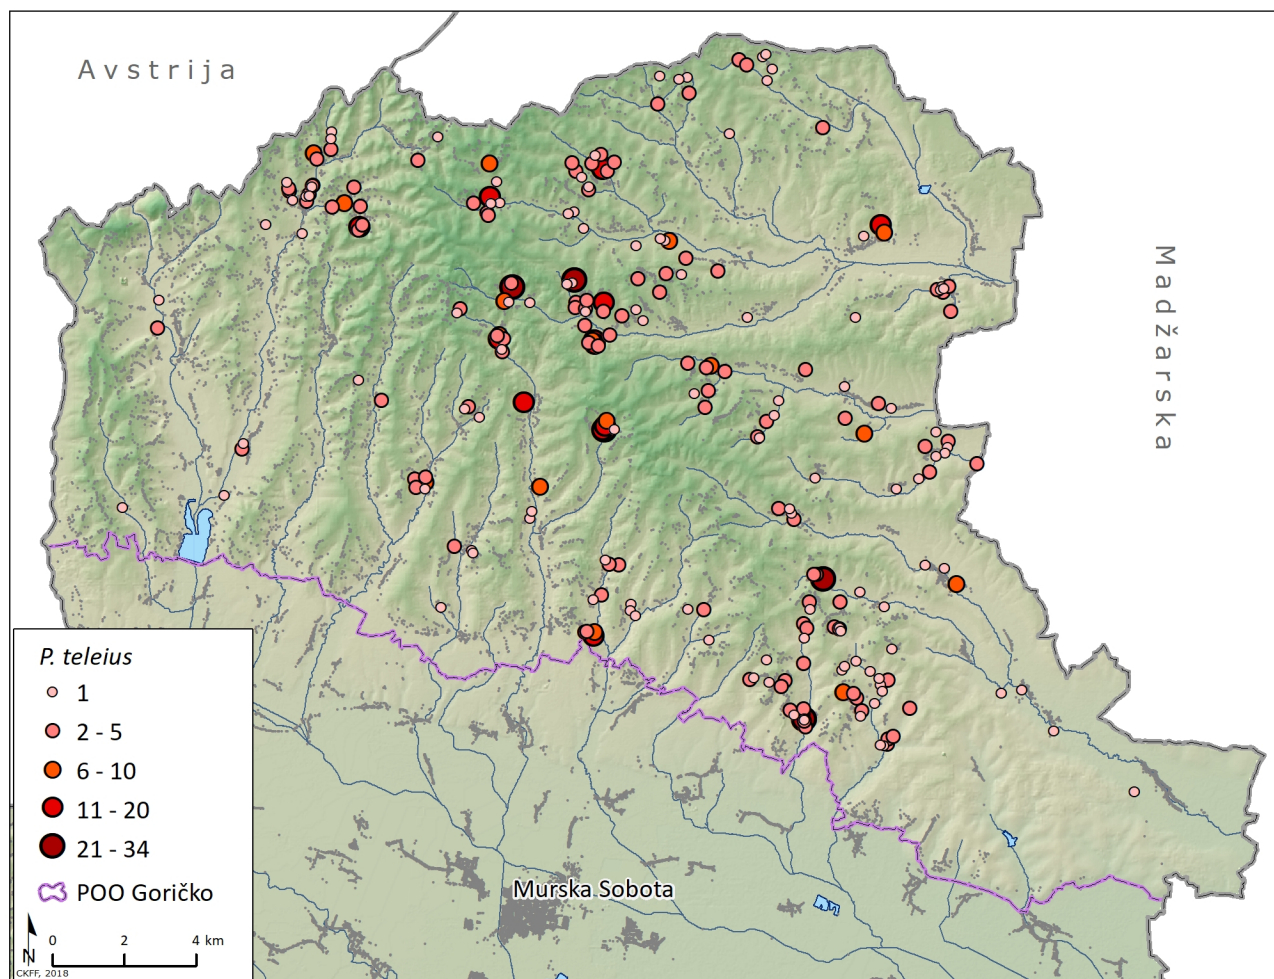 Avstrija
Madžarska
P. teleius
1
2 - 5
6 - 10
11 - 20
21 - 34
POO Goričko
Murska Sobota
N
0 2 4 km
CKFF, 2018